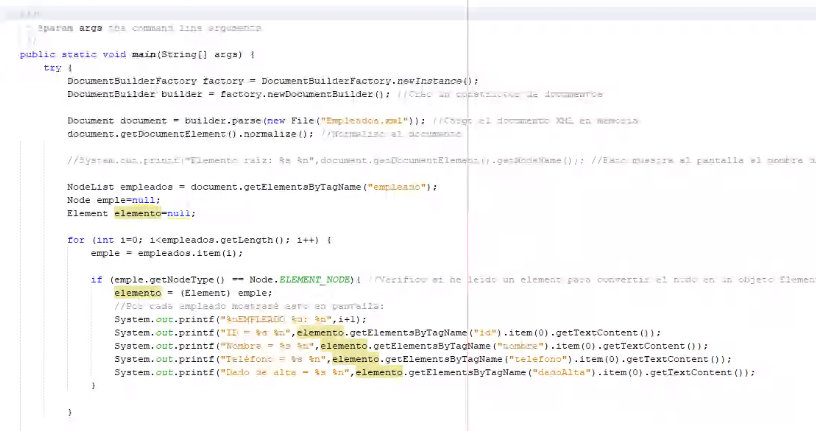 * @param args the command line arguments
*/
public static void main(String[] args) {
try {
DocumentBuilderFactory factory = DocumentBuilderFactory.newInstance();
DocumentBuilder builder = factory.newDocumentBuilder(); //Creo un constructor de documentos
Document document = builder.parse(new File("Empleados.xml")); //Cargo el documento XML en memoria
document.getDocumentElement().normalize(); //Normalizo el documento
//System.out.printf("Elemento raiz: %s %n",document.getDocumentElement().getNodeName()); //Hago muestra el pantalla el nombre
NodeList empleados = document.getElementsByTagName("empleado");
Node emple=null;
Element elemento=null;
for (int i=0; i<empleados.getLength(); i++) {
emple = empleados.item(i);
if (emple.getNodeType() == Node.ELEMENT_NODE){ //Verifico si he leido un element para convertir el nodo en un objeto Element
elemento = (Element) emple;
//Por cada empleado mostraré esto en pantalla:
System.out.printf("%nEMPLEADO %d: %n",i+1);
System.out.printf("ID = %s %n",elemento.getElementsByTagName("id").item(0).getTextContent());
System.out.printf("Nombre = %s %n",elemento.getElementsByTagName("nombre").item(0).getTextContent());
System.out.printf("Teléfono = %s %n",elemento.getElementsByTagName("telefono").item(0).getTextContent());
System.out.printf("Dado de alta = %s %n",elemento.getElementsByTagName("dadoAlta").item(0).getTextContent());
}
}